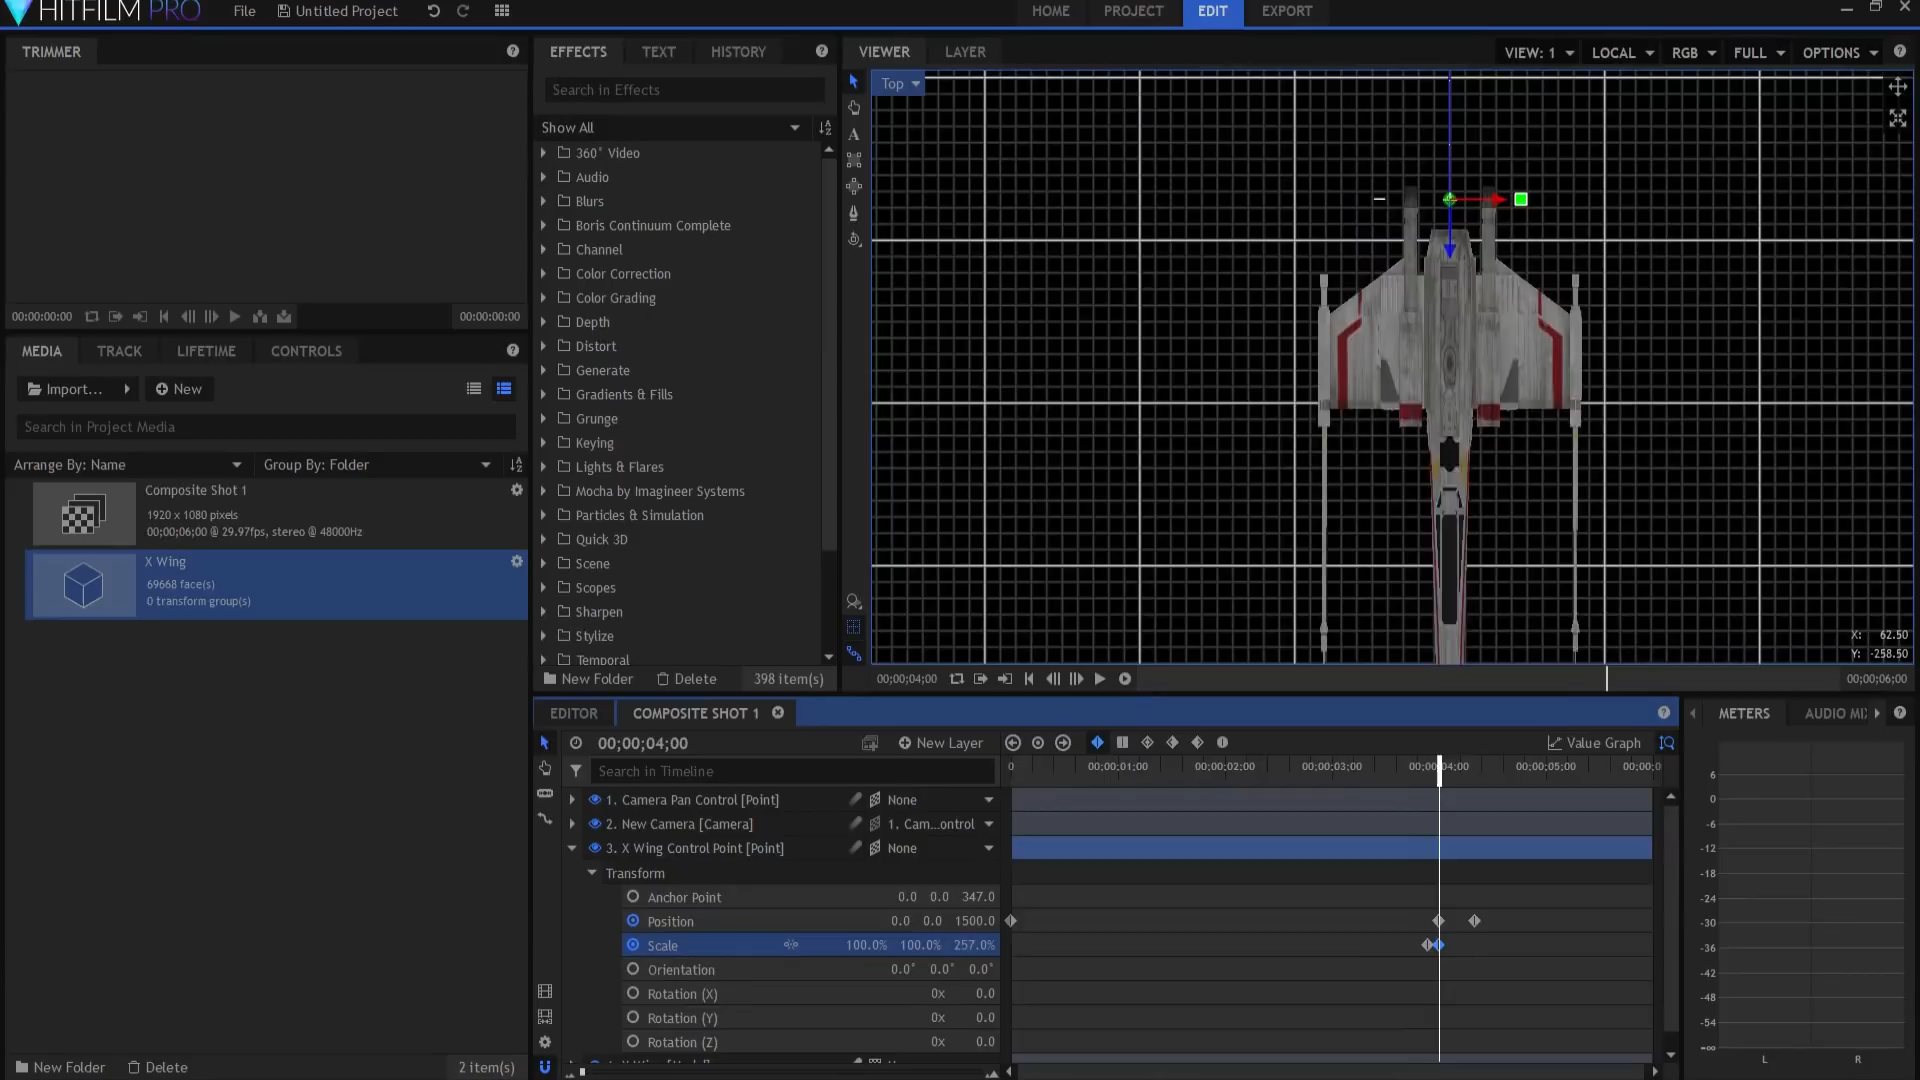 HITFILM PRO
File
Untitled Project
HOME
PROJECT
EDIT
EXPORT
TRIMMER
00:00:00:00
00:00:00:00
MEDIA
TRACK
LIFETIME
CONTROLS
Import...
New
Search in Project Media
Arrange By: Name
Group By: Folder
Composite Shot 1
1920 x 1080 pixels
00;00;06;00 @ 29.97fps, stereo @ 48000Hz
X Wing
69668 face(s)
0 transform group(s)
New Folder
Delete
2 item(s)
EFFECTS
TEXT
HISTORY
Search in Effects
Show All
360° Video
Audio
Blurs
Boris Continuum Complete
Channel
Color Correction
Color Grading
Depth
Distort
Generate
Gradients & Fills
Grunge
Keying
Lights & Flares
Mocha by Imagineer Systems
Particles & Simulation
Quick 3D
Scene
Scopes
Sharpen
Stylize
Temporal
New Folder
Delete
398 item(s)
VIEWER
LAYER
VIEW: 1
LOCAL
RGB
FULL
OPTIONS
Top
X: 62.50
Y: -258.50
00;00;04;00
00;00;06;00
EDITOR
COMPOSITE SHOT 1
00;00;04;00
New Layer
Value Graph
Search in Timeline
0
00;00;01;00
00;00;02;00
00;00;03;00
00;00;04;00
00;00;05;00
00;00;0
1. Camera Pan Control [Point]
None
2. New Camera [Camera]
1. Cam...ontrol
3. X Wing Control Point [Point]
None
Transform
Anchor Point 0.0 0.0 347.0
Position 0.0 0.0 1500.0
Scale 100.0% 100.0% 257.0%
Orientation 0.0° 0.0° 0.0°
Rotation (X) 0x 0.0
Rotation (Y) 0x 0.0
Rotation (Z) 0x 0.0
METERS
AUDIO MI
6
0
-6
-12
-18
-24
-30
-36
-42
-48
-54
-∞
L
R